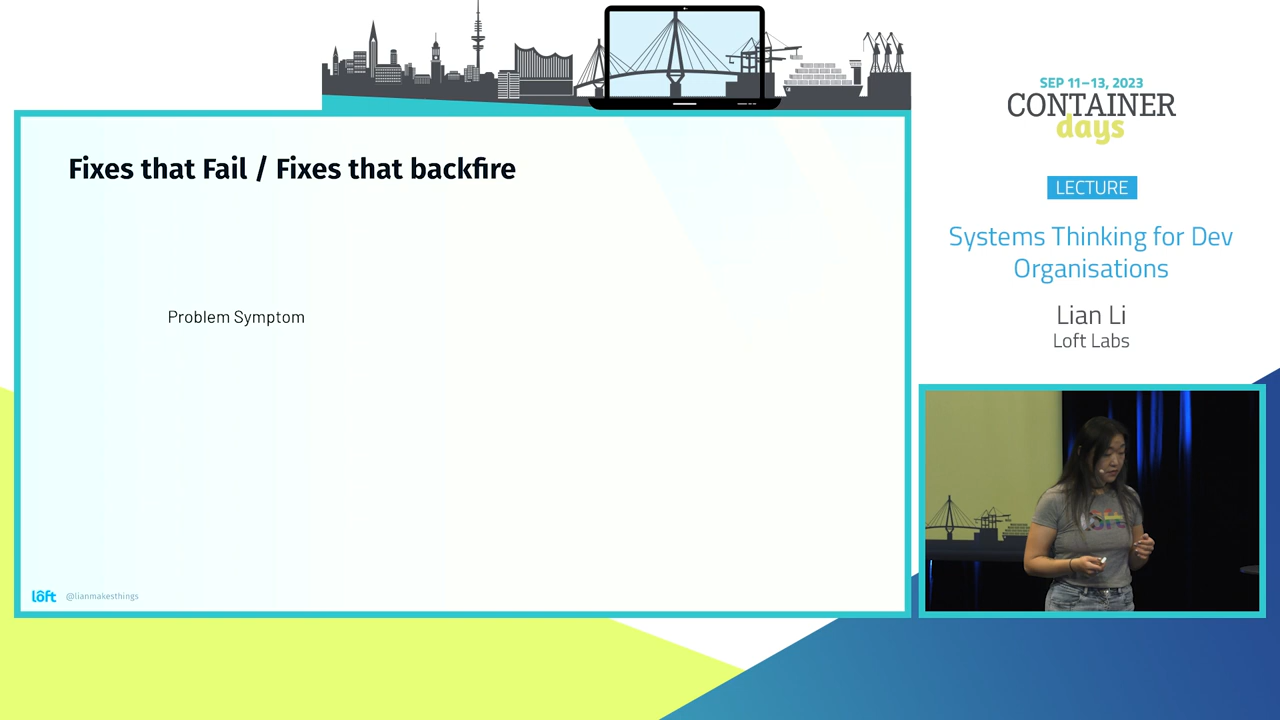 SEP 11–13, 2023
CONTAINER
days
LECTURE
Systems Thinking for Dev
Organisations
Lian Li
Loft Labs
Fixes that Fail / Fixes that backfire
Problem Symptom
lôft @lianmakesthings